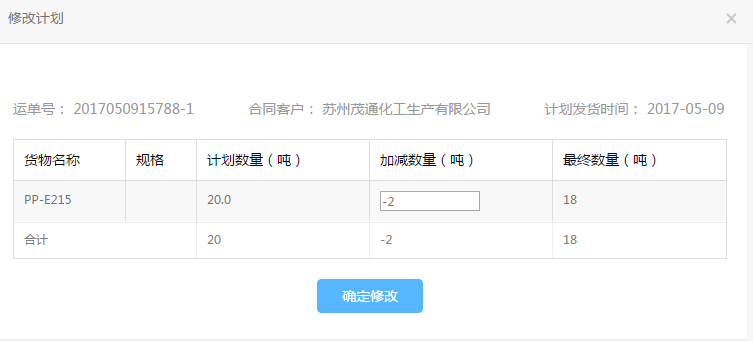 修改计划 ×
运单号： 2017050915788-1 合同客户： 苏州茂通化工生产有限公司 计划发货时间： 2017-05-09
货物名称 规格 计划数量（吨） 加减数量（吨） 最终数量（吨）
PP-E215 20.0 -2 18
合计 20 -2 18
确定修改